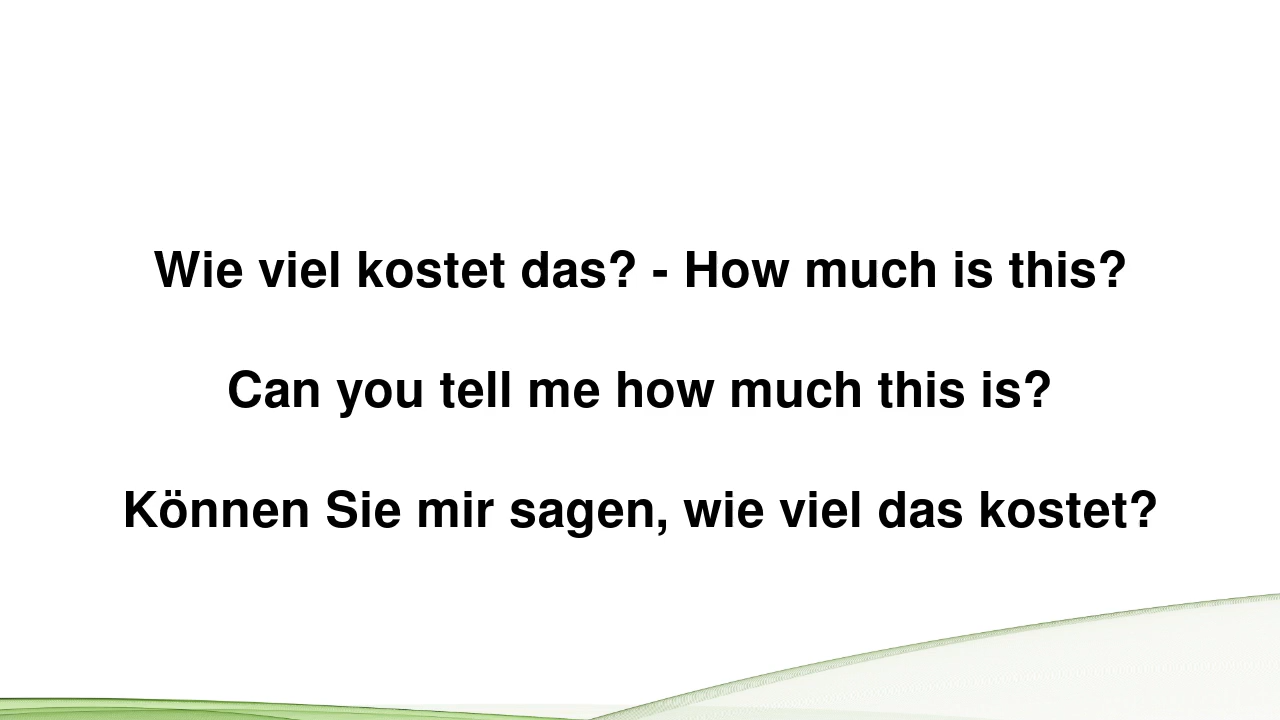 Wie viel kostet das? - How much is this?
Can you tell me how much this is?
Können Sie mir sagen, wie viel das kostet?